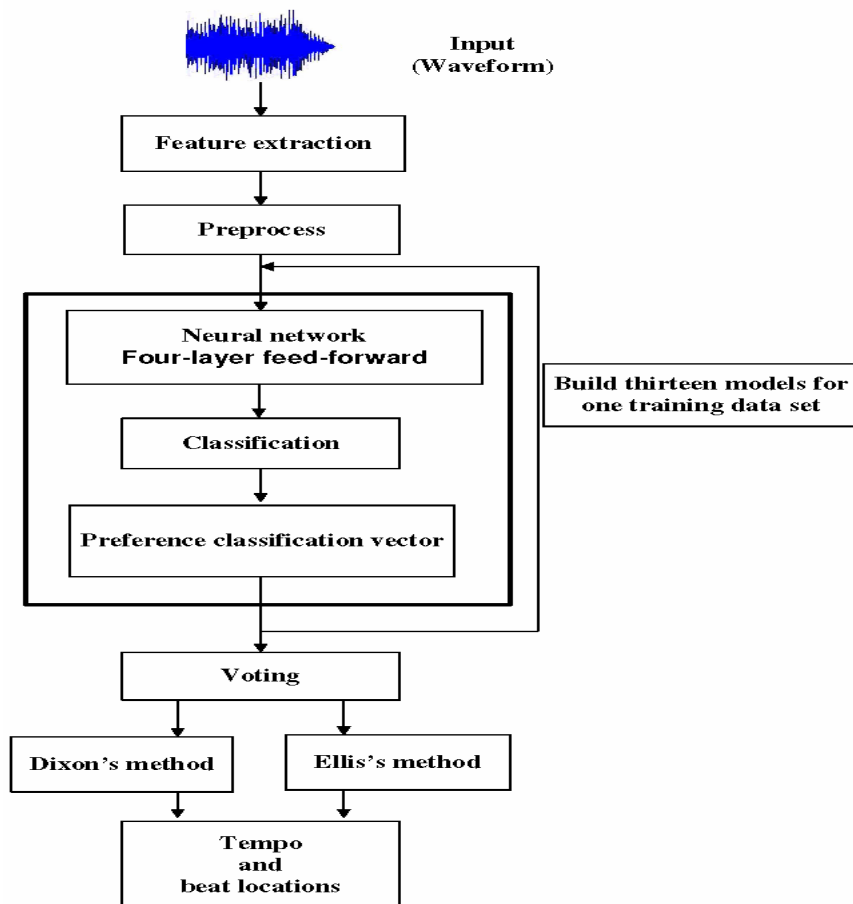 Input
(Waveform)
Feature extraction
Preprocess
Neural network
Four-layer feed-forward
Classification
Preference classification vector
Build thirteen models for
one training data set
Voting
Dixon's method
Ellis's method
Tempo
and
beat locations